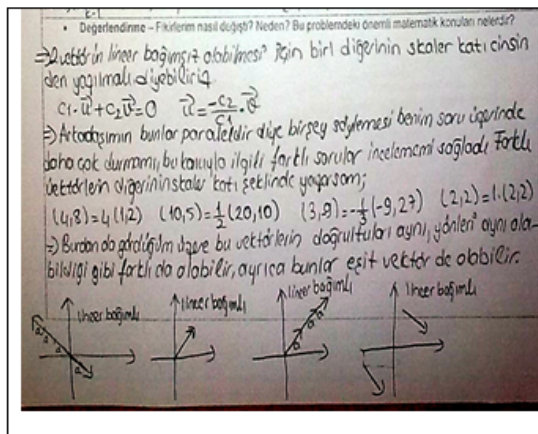 • Değerlendirme – Fikirlerim nasıl değişti? Neden? Bu problemdeki önemli matematik konuları nelerdir?
⇒ 2 vektörün lineer bağımsız olabilmesi için biri diğerinin skaler katı cinsin
den yazılmalı diyebiliriz.
C₁·u⃗+C₂v⃗=0 u⃗=-C₂/C₁·v⃗
⇒ Arkadaşımın bunlar paraleldir diye birşey söylemesi benim soru üzerinde
daha çok durmamı, bu konuyla ilgili farklı sorular incelememi sağladı. Farklı
vektörlerin diğerinin skaler katı şeklinde yazarsam;
(4,8)=4(1,2) (10,5)=1/2(20,10) (3,9)=-1/3(-9,27) (2,2)=1·(2,2)
⇒ Burdan da gördüğüm üzere bu vektörlerin doğrultuları aynı, yönleri aynı ola-
bildiği gibi farklı da olabilir, ayrıca bunlar eşit vektör de olabilir.
lineer bağımlı lineer bağımlı lineer bağımlı lineer bağımlı